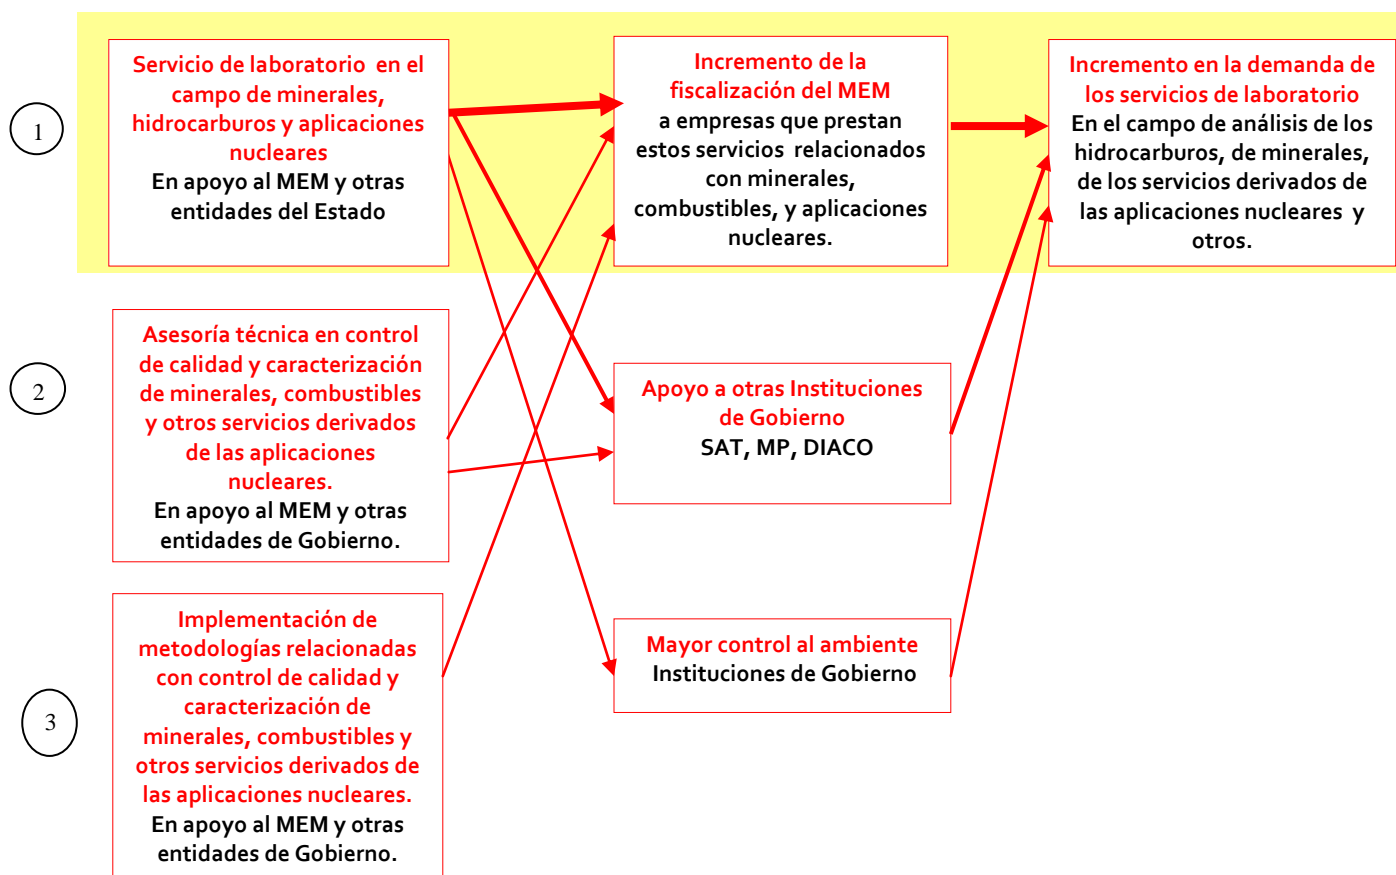 1
Servicio de laboratorio en el
campo de minerales,
hidrocarburos y aplicaciones
nucleares
En apoyo al MEM y otras
entidades del Estado
Incremento de la
fiscalización del MEM
a empresas que prestan
estos servicios relacionados
con minerales,
combustibles, y aplicaciones
nucleares.
Incremento en la demanda de
los servicios de laboratorio
En el campo de análisis de los
hidrocarburos, de minerales,
de los servicios derivados de
las aplicaciones nucleares y
otros.
2
Asesoría técnica en control
de calidad y caracterización
de minerales, combustibles
y otros servicios derivados
de las aplicaciones
nucleares.
En apoyo al MEM y otras
entidades de Gobierno.
Apoyo a otras Instituciones
de Gobierno
SAT, MP, DIACO
3
Implementación de
metodologías relacionadas
con control de calidad y
caracterización de
minerales, combustibles y
otros servicios derivados de
las aplicaciones nucleares.
En apoyo al MEM y otras
entidades de Gobierno.
Mayor control al ambiente
Instituciones de Gobierno